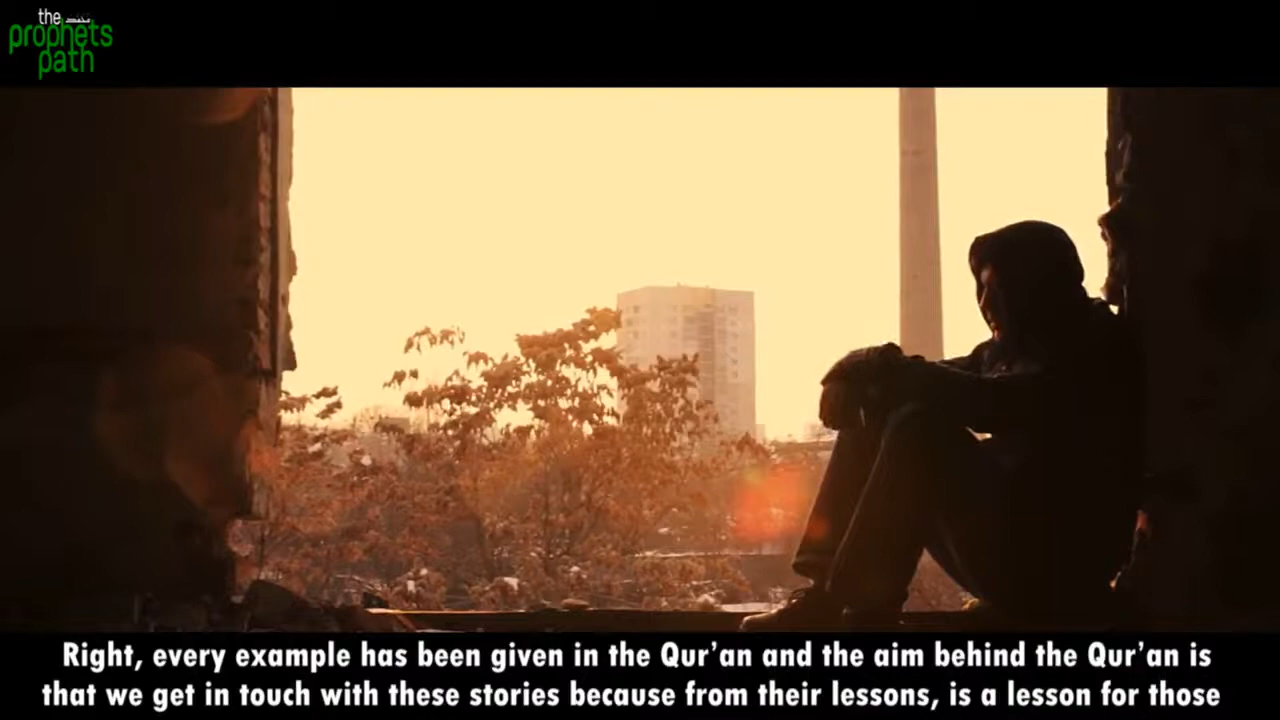 the
prophets
path
Right, every example has been given in the Qur'an and the aim behind the Qur'an is
that we get in touch with these stories because from their lessons, is a lesson for those